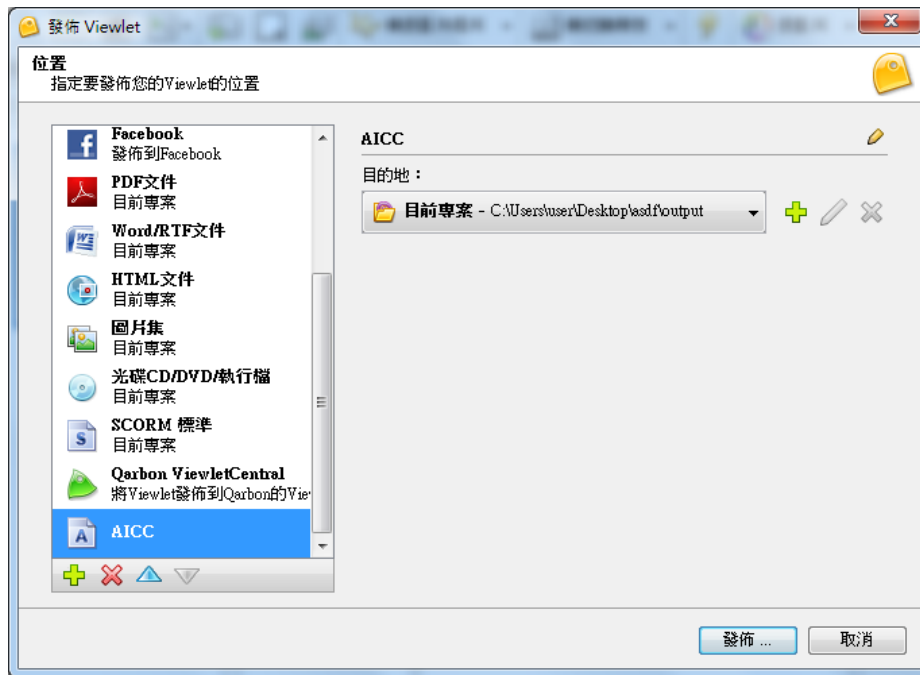 發佈 Viewlet
位置
指定要發佈您的Viewlet的位置
Facebook
發佈到Facebook
PDF文件
目前專案
Word/RTF文件
目前專案
HTML文件
目前專案
圖片集
目前專案
光碟CD/DVD/執行檔
目前專案
SCORM 標準
目前專案
Qarbon ViewletCentral
將Viewlet發佈到Qarbon的Vie
AICC
AICC
目的地：
目前專案 - C:\Users\user\Desktop\asdf\output
發佈 ...
取消